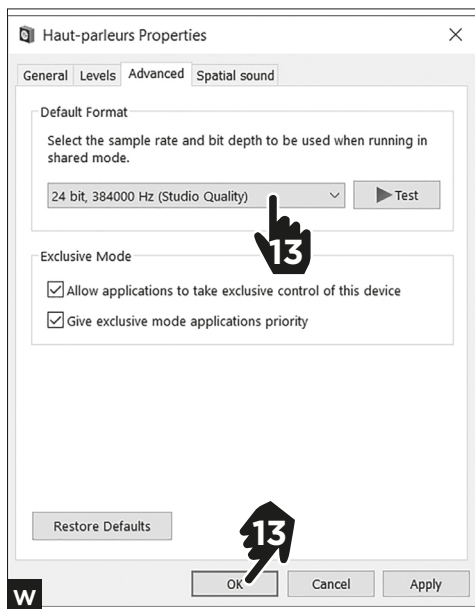 Haut-parleurs Properties
General Levels Advanced Spatial sound
Default Format
Select the sample rate and bit depth to be used when running in
shared mode.
24 bit, 384000 Hz (Studio Quality)
Test
13
Exclusive Mode
Allow applications to take exclusive control of this device
Give exclusive mode applications priority
Restore Defaults
13
OK Cancel Apply
W